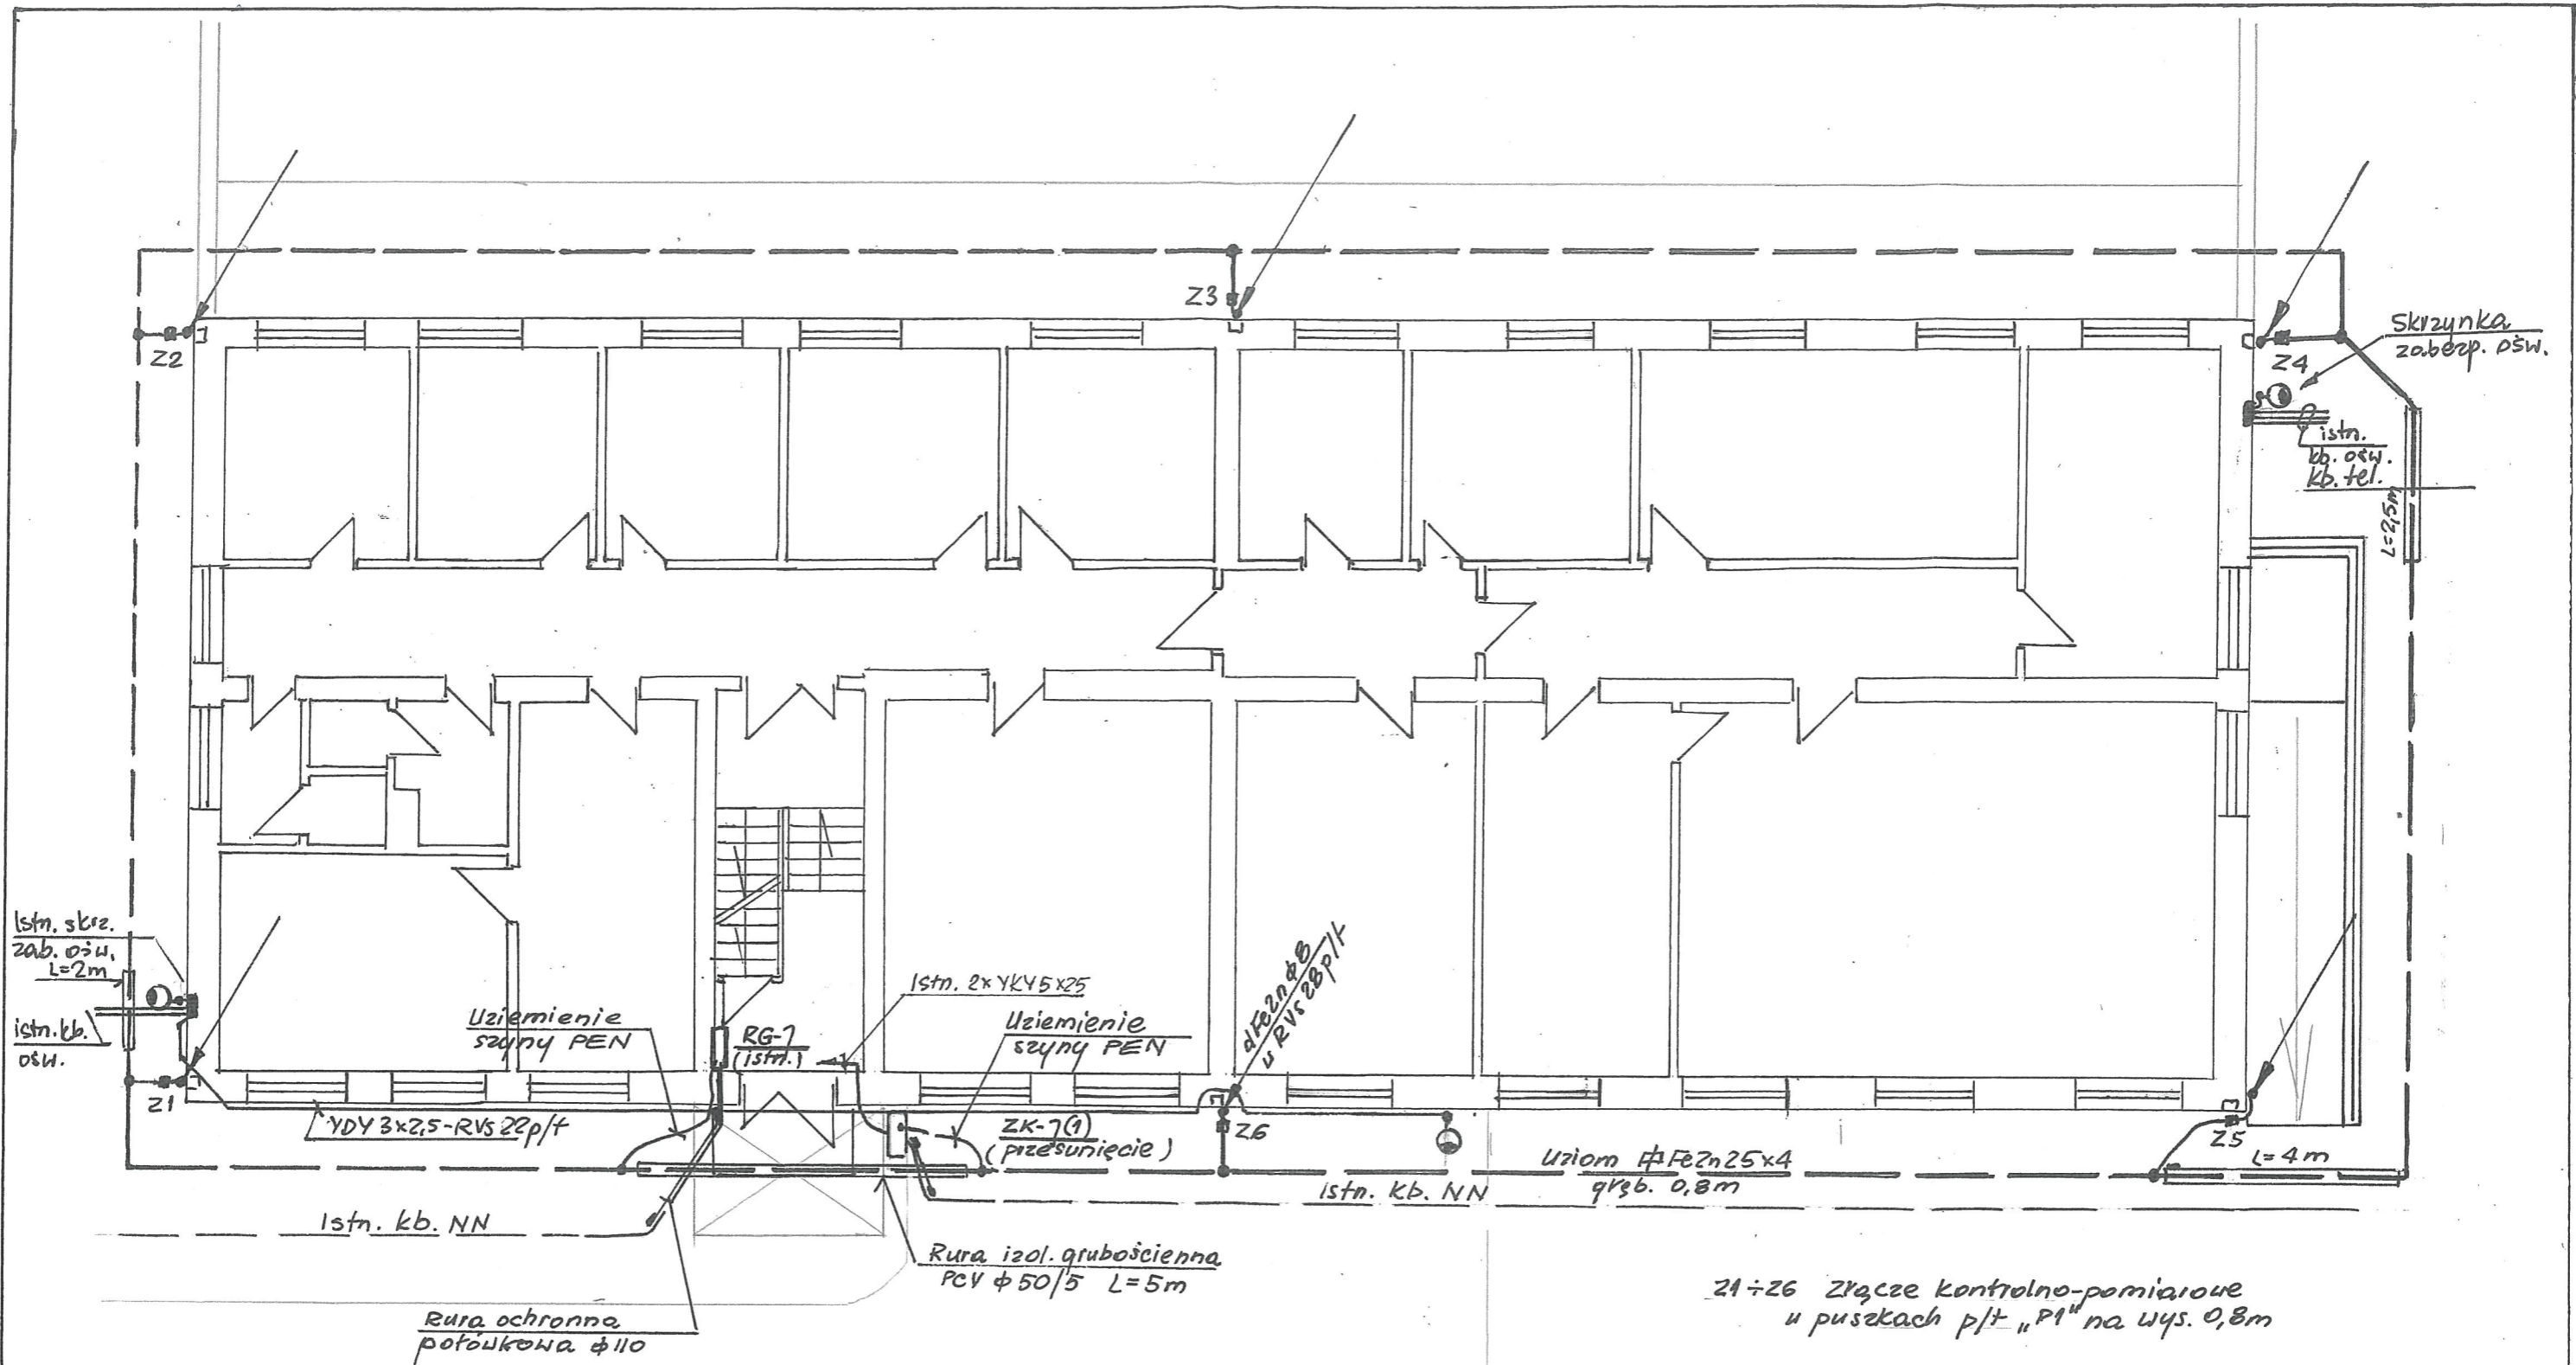 Z3
Z2
Z4
Skrzynka
zabezp. ośw.
istn.
kb. ośw.
kb. tel.
L=2,5m
Istn. skrz.
zab. ośw.
L=2m
istn. kb.
ośw.
Z1
Uziemienie
szyny PEN
RG-7
(istn.)
Istn. 2x YKY 5x25
Uziemienie
szyny PEN
dFeZn ϕ8
w RVS 28 p/t
YDY 3x2,5-RVS 22 p/t
ZK-7(1)
(przesunięcie)
Z6
Z5
L=4m
Uziom FeZn 25x4
głęb. 0,8m
istn. kb. NN
Istn. kb. NN
Rura izol. grubościenna
PCV ϕ 50/5 L=5m
Rura ochronna
połówkowa ϕ110
Z1÷Z6 Złącze kontrolno-pomiarowe
w puszkach p/t „P1" na wys. 0,8m